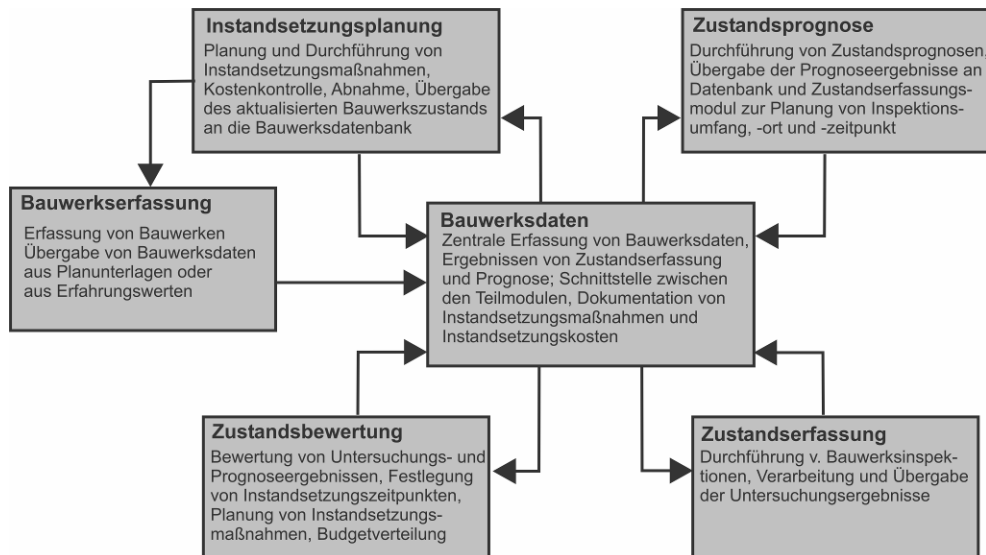 Instandsetzungsplanung
Planung und Durchführung von
Instandsetzungsmaßnahmen,
Kostenkontrolle, Abnahme, Übergabe
des aktualisierten Bauwerkszustands
an die Bauwerksdatenbank
Zustandsprognose
Durchführung von Zustandsprognosen,
Übergabe der Prognoseergebnisse an
Datenbank und Zustandserfassungs-
modul zur Planung von Inspektions-
umfang, -ort und -zeitpunkt
Bauwerkserfassung
Erfassung von Bauwerken
Übergabe von Bauwerksdaten
aus Planunterlagen oder
aus Erfahrungswerten
Bauwerksdaten
Zentrale Erfassung von Bauwerksdaten,
Ergebnissen von Zustandserfassung
und Prognose; Schnittstelle zwischen
den Teilmodulen, Dokumentation von
Instandsetzungsmaßnahmen und
Instandsetzungskosten
Zustandsbewertung
Bewertung von Untersuchungs- und
Prognoseergebnissen, Festlegung
von Instandsetzungszeitpunkten,
Planung von Instandsetzungs-
maßnahmen, Budgetverteilung
Zustandserfassung
Durchführung v. Bauwerksinspek-
tionen, Verarbeitung und Übergabe
der Untersuchungsergebnisse